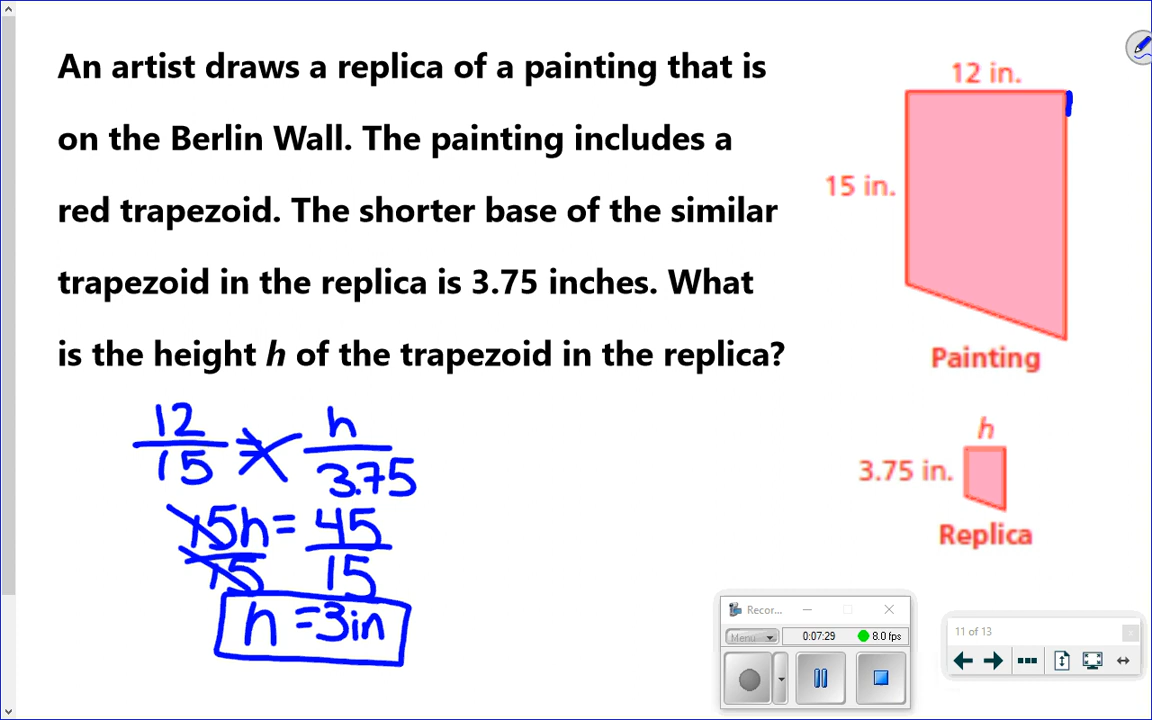 An artist draws a replica of a painting that is
on the Berlin Wall. The painting includes a
red trapezoid. The shorter base of the similar
trapezoid in the replica is 3.75 inches. What
is the height h of the trapezoid in the replica?
12 in.
15 in.
Painting
h
3.75 in.
Replica
12/15 = h/3.75
15h/15 = 45/15
h = 3in
Recor...
Menu
0:07:29
8.0 fps
11 of 13